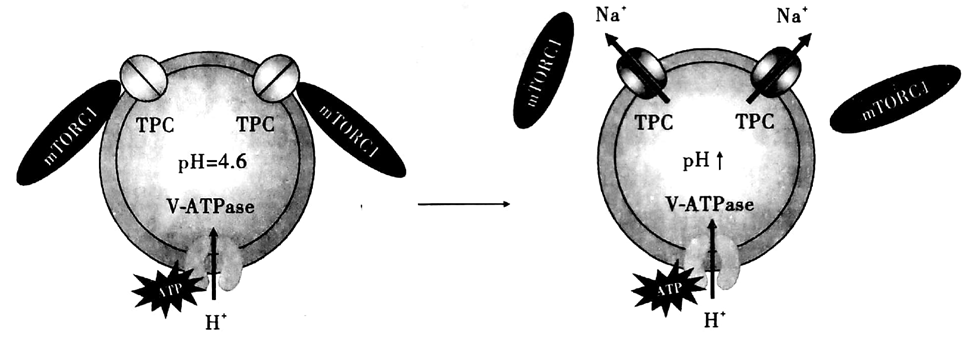 mTORC1
TPC
TPC
mTORC1
pH=4.6
V-ATPase
ATP
H⁺
mTORC1
Na⁺
Na⁺
mTORC1
TPC
TPC
pH↑
V-ATPase
ATP
H⁺